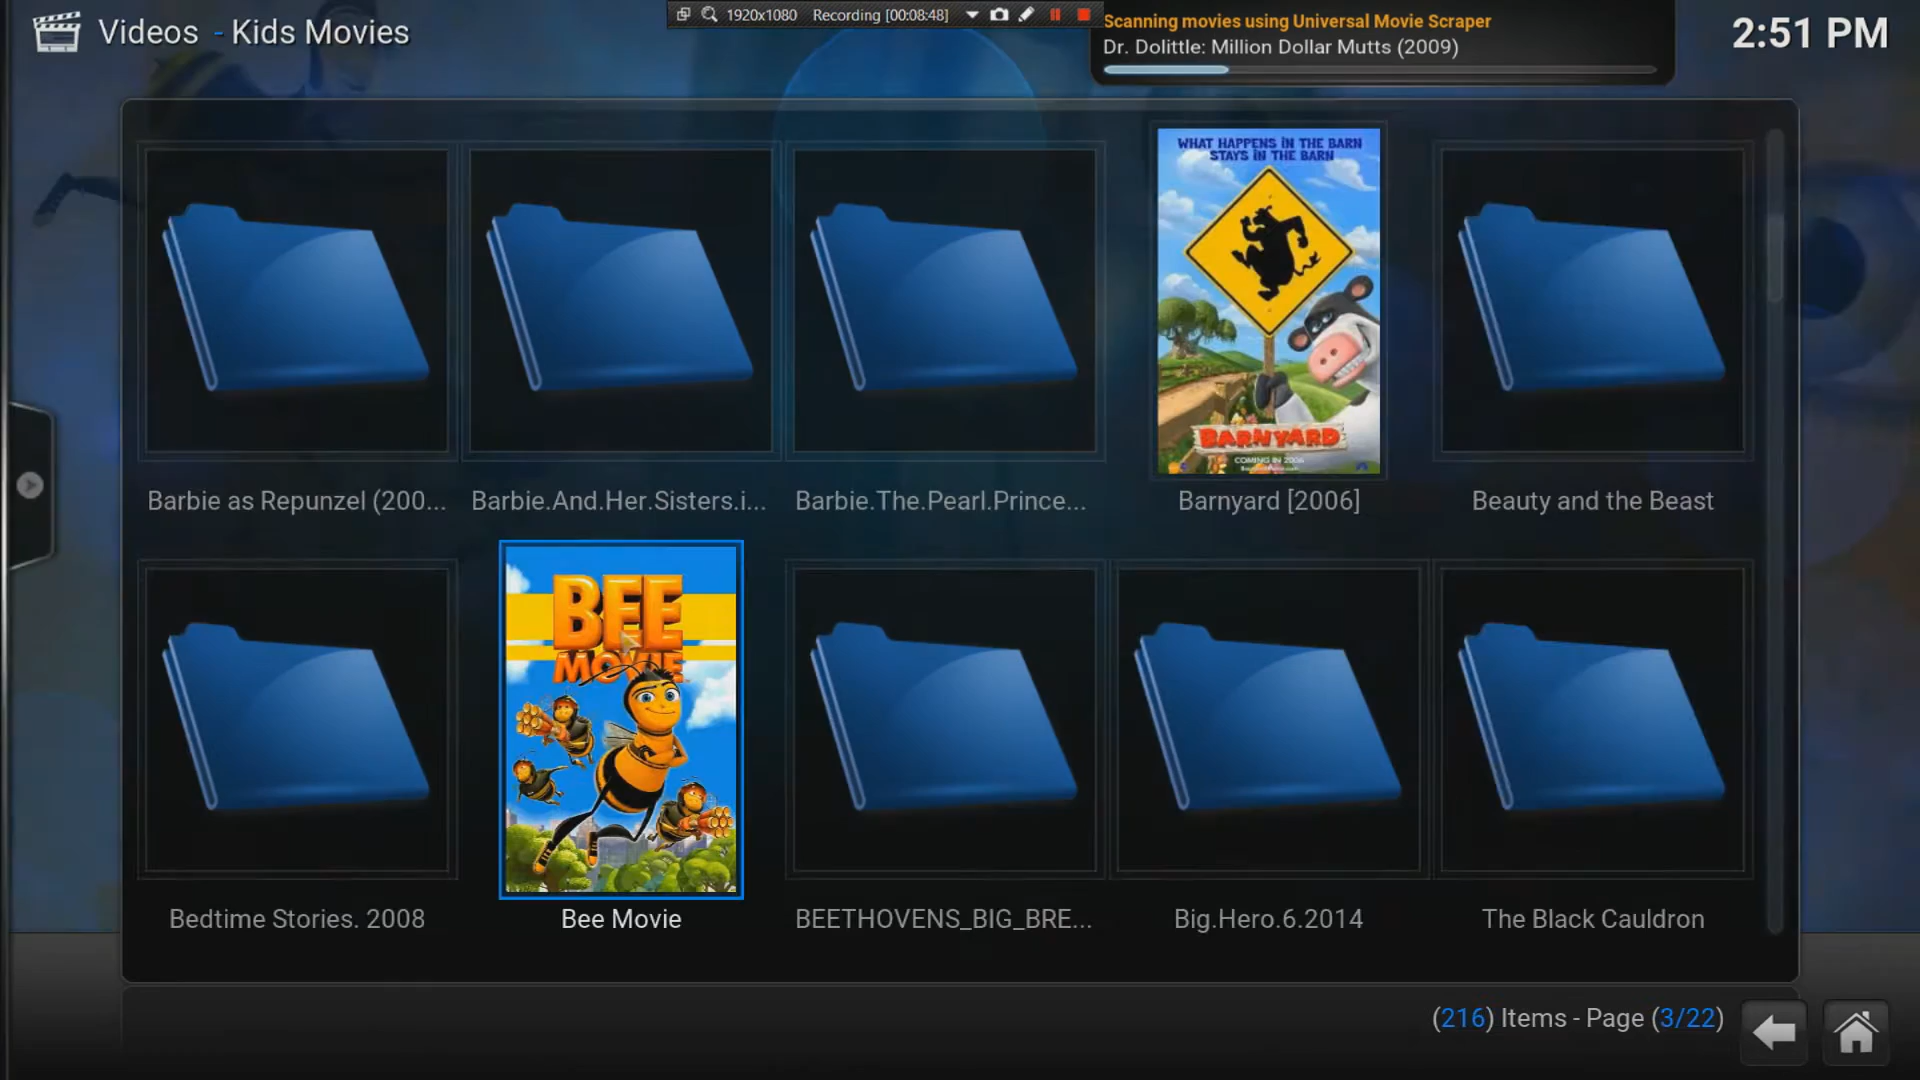 1920x1080 Recording [00:08:48]
Videos - Kids Movies
Scanning movies using Universal Movie Scraper
Dr. Dolittle: Million Dollar Mutts (2009)
2:51 PM
WHAT HAPPENS IN THE BARN
STAYS IN THE BARN
BARNYARD
COMING IN 2006
Barbie as Repunzel (200...
Barbie.And.Her.Sisters.i...
Barbie.The.Pearl.Prince...
Barnyard [2006]
Beauty and the Beast
BEE
MOVIE
Bedtime Stories. 2008
Bee Movie
BEETHOVENS_BIG_BRE...
Big.Hero.6.2014
The Black Cauldron
(216) Items - Page (3/22)